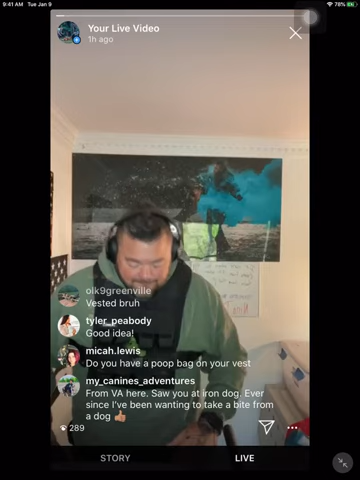 9:41 AM Tue Jan 9
78%
Your Live Video
1h ago
olk9greenville
Vested bruh
tyler_peabody
Good idea!
micah.lewis
Do you have a poop bag on your vest
my_canines_adventures
From VA here. Saw you at iron dog. Ever
since I've been wanting to take a bite from
a dog 👍🏼
289
STORY LIVE